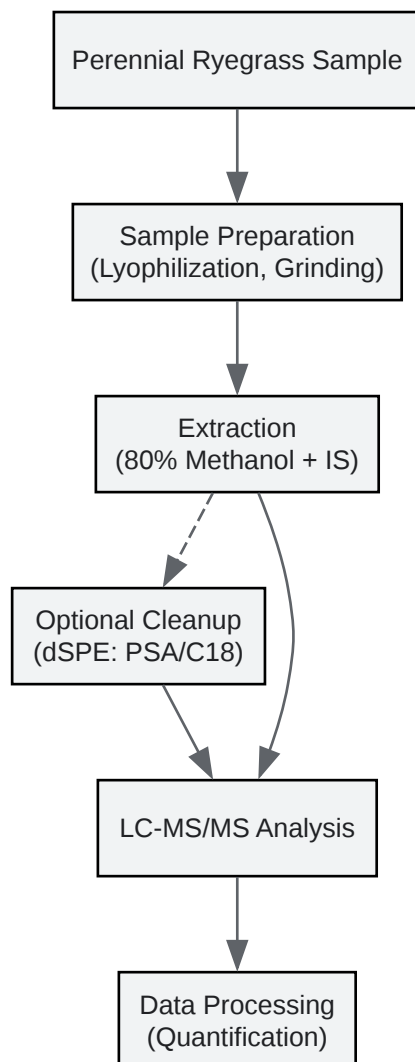 Perennial Ryegrass Sample
Sample Preparation
(Lyophilization, Grinding)
Extraction
(80% Methanol + IS)
Optional Cleanup
(dSPE: PSA/C18)
LC-MS/MS Analysis
Data Processing
(Quantification)